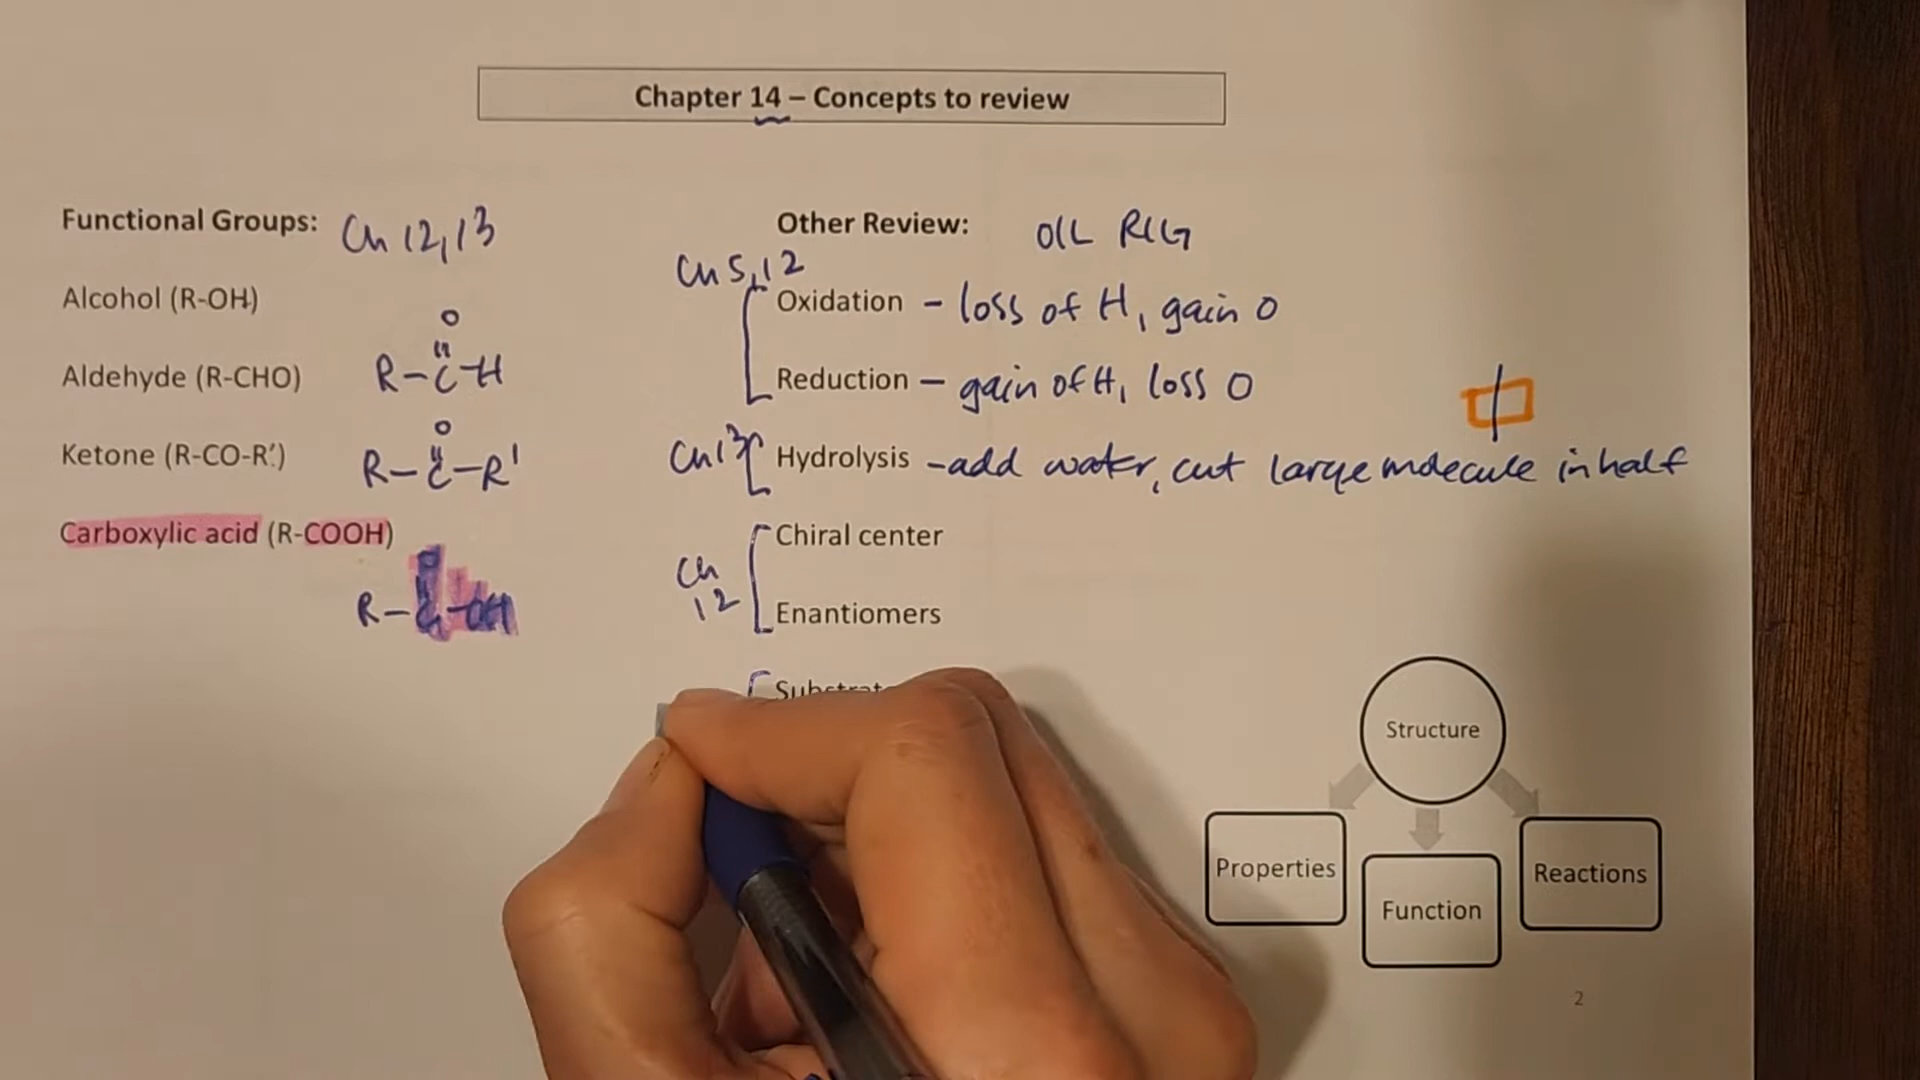 Chapter 14 – Concepts to review
Functional Groups: Ch 12,13
Alcohol (R-OH)
Aldehyde (R-CHO)
O
R-C-H
Ketone (R-CO-R')
O
R-C-R'
Carboxylic acid (R-COOH)
O
R-C-OH
Other Review: OIL RIG
Ch 5,12
Oxidation - loss of H, gain O
Reduction - gain of H, loss O
Ch 13 Hydrolysis - add water, cut large molecule in half
Ch 12
Chiral center
Enantiomers
Structure
Properties
Function
Reactions
2